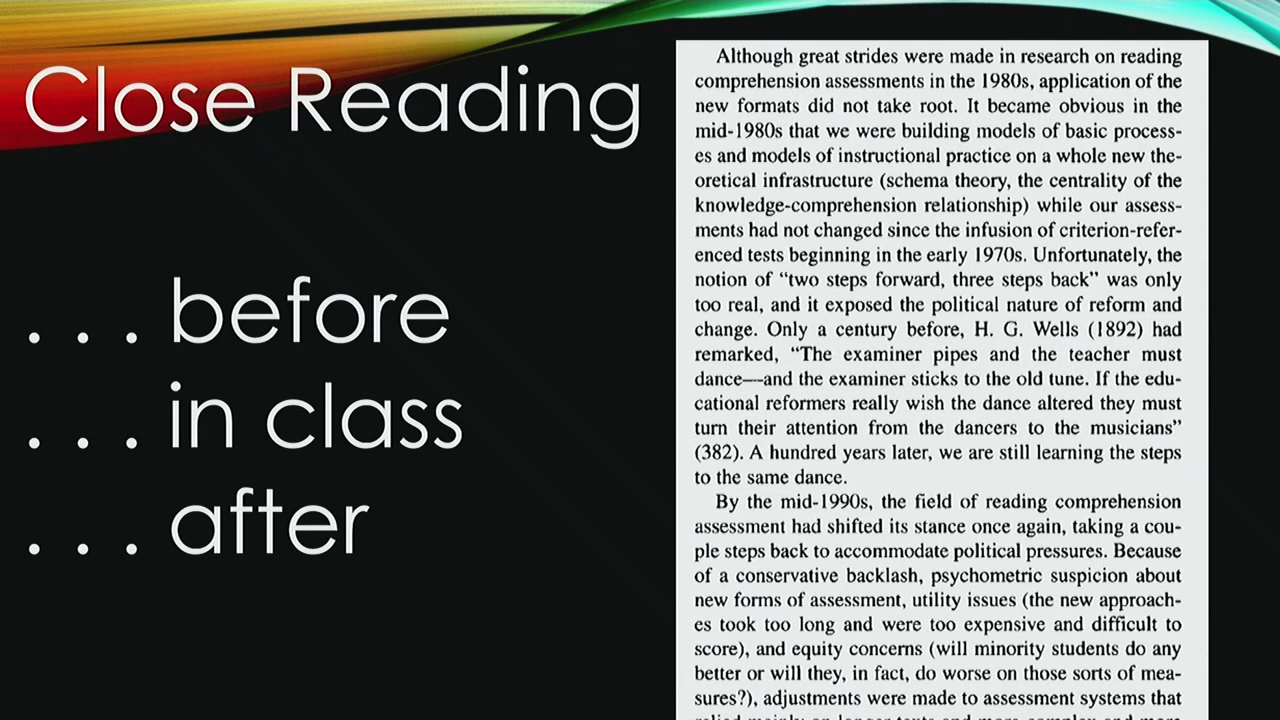 Close Reading
. . . before
. . . in class
. . . after
Although great strides were made in research on reading
comprehension assessments in the 1980s, application of the
new formats did not take root. It became obvious in the
mid-1980s that we were building models of basic process-
es and models of instructional practice on a whole new the-
oretical infrastructure (schema theory, the centrality of the
knowledge-comprehension relationship) while our assess-
ments had not changed since the infusion of criterion-refer-
enced tests beginning in the early 1970s. Unfortunately, the
notion of “two steps forward, three steps back” was only
too real, and it exposed the political nature of reform and
change. Only a century before, H. G. Wells (1892) had
remarked, “The examiner pipes and the teacher must
dance—and the examiner sticks to the old tune. If the edu-
cational reformers really wish the dance altered they must
turn their attention from the dancers to the musicians”
(382). A hundred years later, we are still learning the steps
to the same dance.
By the mid-1990s, the field of reading comprehension
assessment had shifted its stance once again, taking a cou-
ple steps back to accommodate political pressures. Because
of a conservative backlash, psychometric suspicion about
new forms of assessment, utility issues (the new approach-
es took too long and were too expensive and difficult to
score), and equity concerns (will minority students do any
better or will they, in fact, do worse on those sorts of mea-
sures?), adjustments were made to assessment systems that